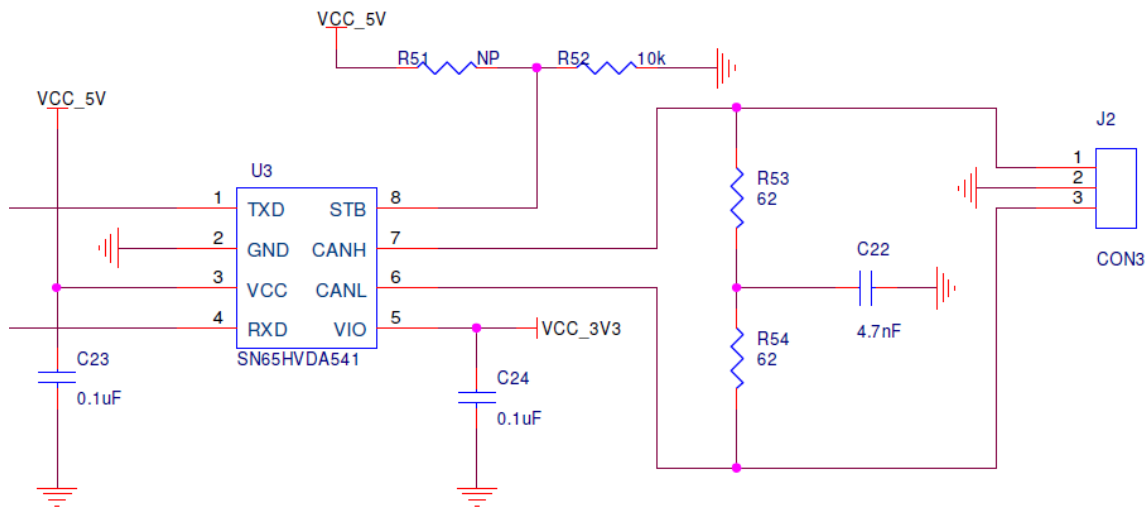 VCC_5V
R51 NP R52 10k
VCC_5V
J2
U3
1 TXD STB 8
2 GND CANH 7
3 VCC CANL 6
4 RXD VIO 5
SN65HVDA541
VCC_3V3
R53
62
1
2
3
CON3
C22
4.7nF
R54
62
C23
0.1uF
C24
0.1uF